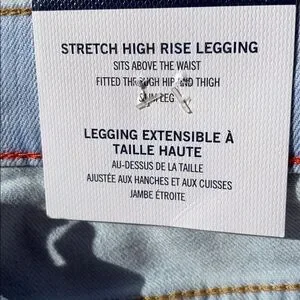 STRETCH HIGH RISE LEGGING
SITS ABOVE THE WAIST
FITTED THROUGH HIP AND THIGH
SLIM LEG
LEGGING EXTENSIBLE À
TAILLE HAUTE
AU-DESSUS DE LA TAILLE
AJUSTÉE AUX HANCHES ET AUX CUISSES
JAMBE ÉTROITE